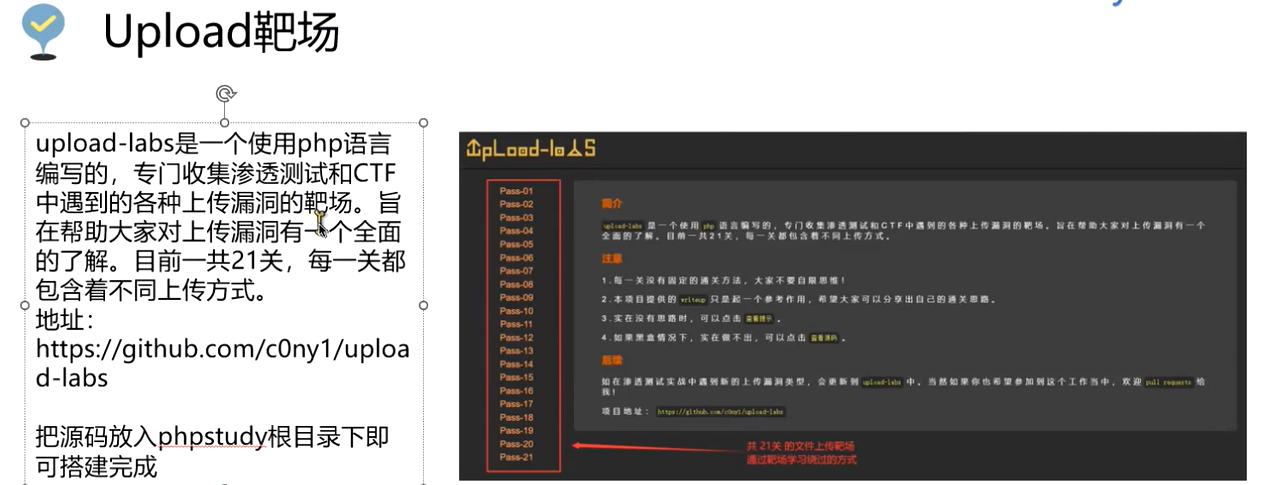 Upload靶场
upload-labs是一个使用php语言
编写的，专门收集渗透测试和CTF
中遇到的各种上传漏洞的靶场。旨
在帮助大家对上传漏洞有一个全面
的了解。目前一共21关，每一关都
包含着不同上传方式。
地址：
https://github.com/c0ny1/uploa
d-labs
把源码放入phpstudy根目录下即
可搭建完成
UpLoad-labs
Pass-01
Pass-02
Pass-03
Pass-04
Pass-05
Pass-06
Pass-07
Pass-08
Pass-09
Pass-10
Pass-11
Pass-12
Pass-13
Pass-14
Pass-15
Pass-16
Pass-17
Pass-18
Pass-19
Pass-20
Pass-21
简介
upload-labs 是一个使用 php 语言编写的，专门收集渗透测试和CTF中遇到的各种上传漏洞的靶场。旨在帮助大家对上传漏洞有一个
全面的了解。目前一共21关，每一关都包含着不同上传方式。
注意
1.每一关没有固定的通关方法，大家不要自限思维！
2.本项目提供的 writeup 只是起一个参考作用，希望大家可以分享出自己的通关思路。
3.实在没有思路时，可以点击 查看提示 。
4.如果黑盒情况下，实在做不出，可以点击 查看源码 。
后续
如在渗透测试实战中遇到新的上传漏洞类型，会更新到 upload-labs 中。当然如果你也希望参加到这个工作当中，欢迎 pull requests 给
我！
项目地址： https://github.com/c0ny1/upload-labs
共 21关 的文件上传靶场
通过靶场学习绕过的方式